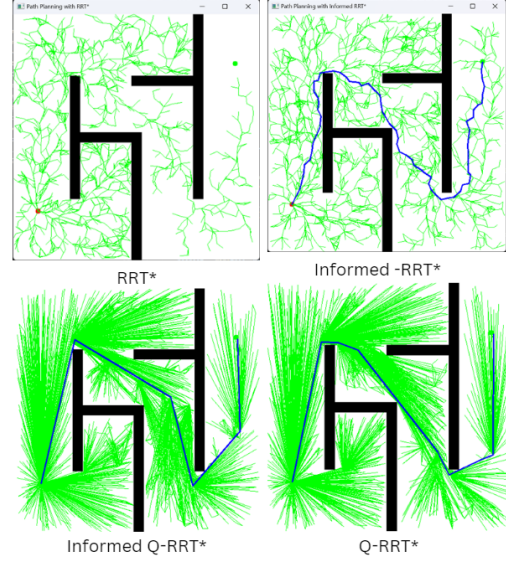 Path Planning with RRT*
Path Planning with Informed RRT*
RRT*
Informed -RRT*
Informed Q-RRT*
Q-RRT*